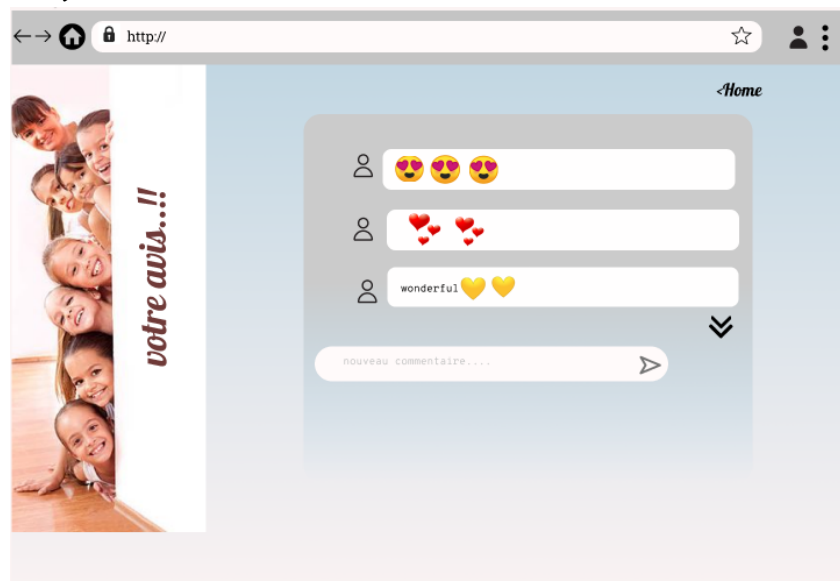 http://
<Home
votre avis..!!
😍😍😍
💕💕
wonderful💛💛
nouveau commentaire....